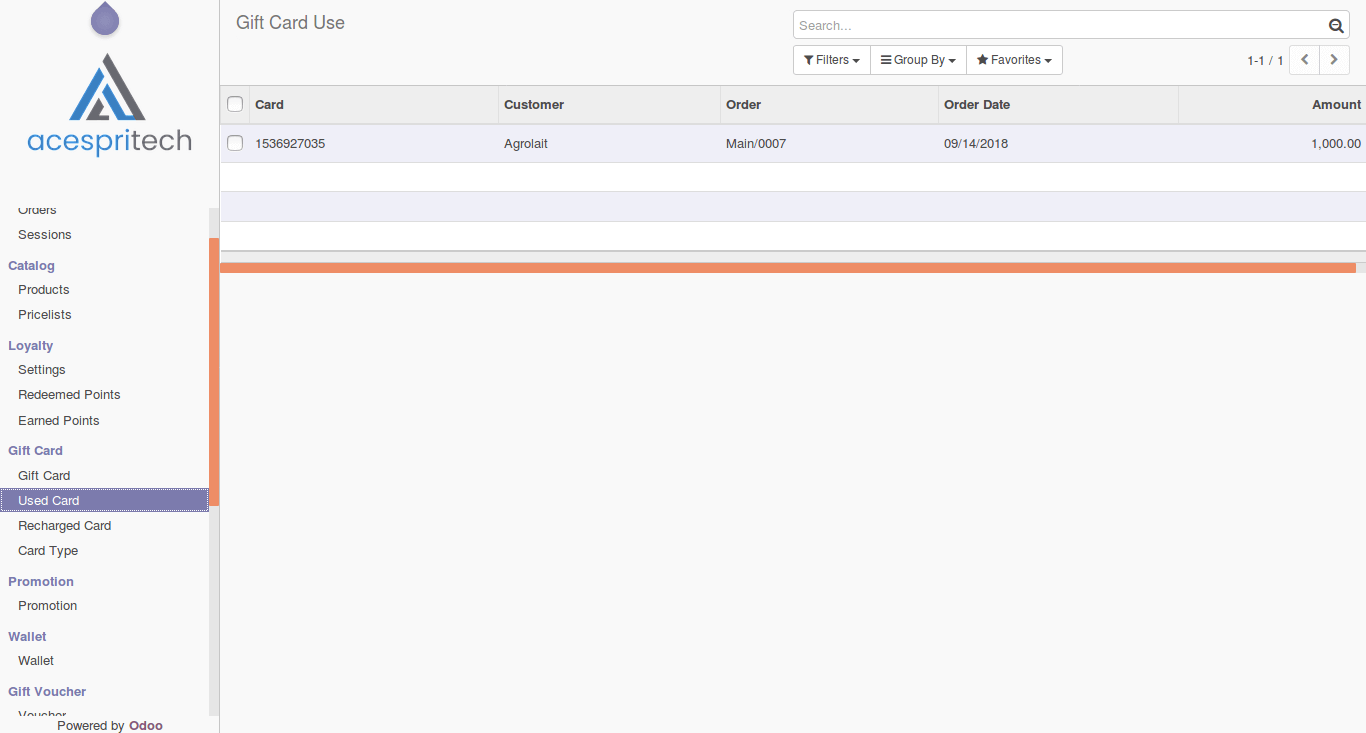 acespritech
Orders
Sessions
Catalog
Products
Pricelists
Loyalty
Settings
Redeemed Points
Earned Points
Gift Card
Gift Card
Used Card
Recharged Card
Card Type
Promotion
Promotion
Wallet
Wallet
Gift Voucher
Voucher
Powered by Odoo
Gift Card Use
Search...
Filters Group By Favorites 1-1 / 1
Card Customer Order Order Date Amount
1536927035 Agrolait Main/0007 09/14/2018 1,000.00